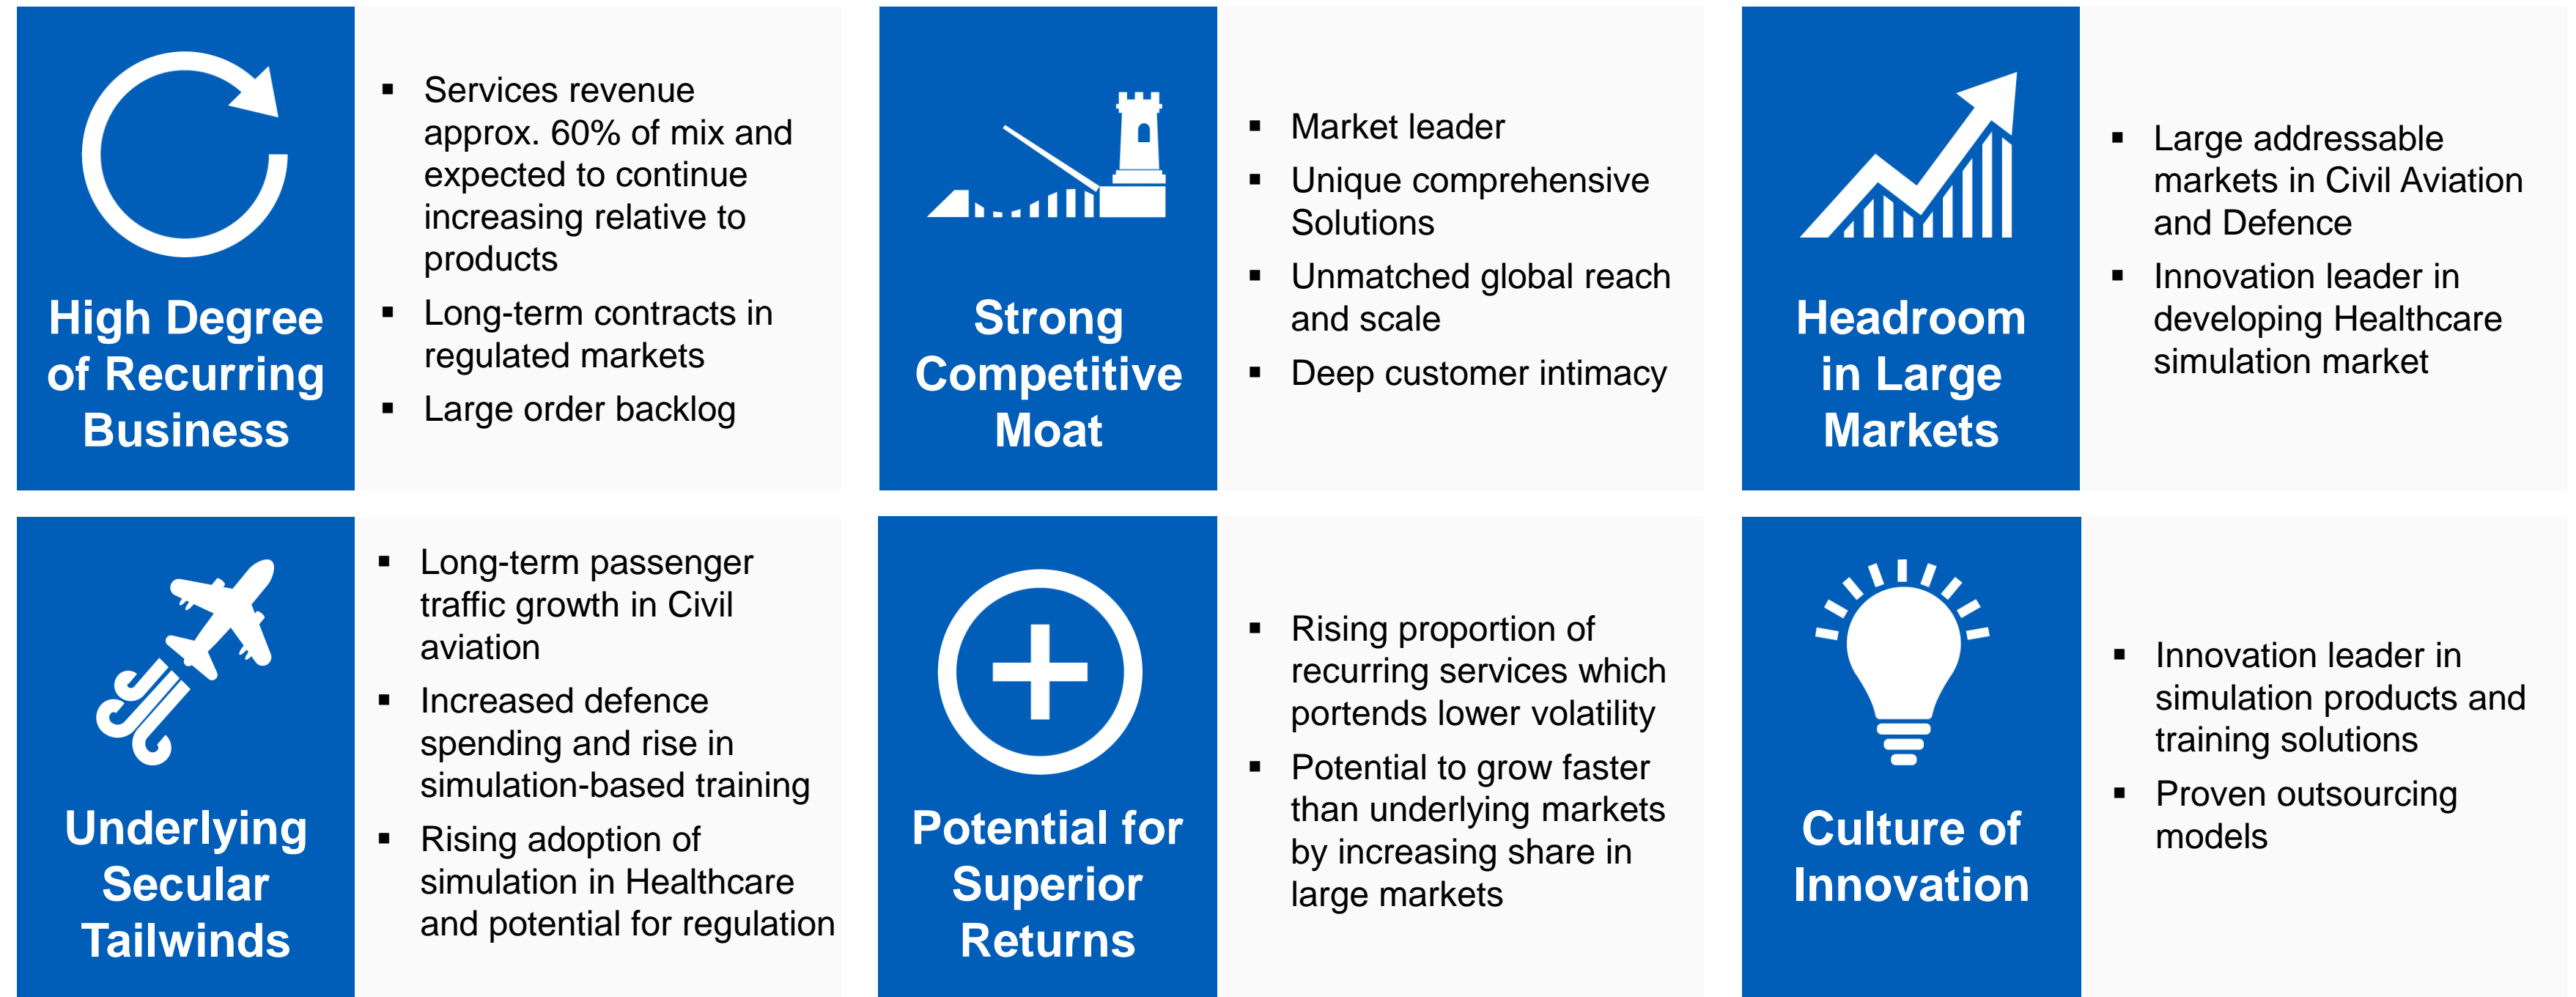 High Degree
of Recurring
Business
▪ Services revenue
approx. 60% of mix and
expected to continue
increasing relative to
products
▪ Long-term contracts in
regulated markets
▪ Large order backlog
Strong
Competitive
Moat
▪ Market leader
▪ Unique comprehensive
Solutions
▪ Unmatched global reach
and scale
▪ Deep customer intimacy
Headroom
in Large
Markets
▪ Large addressable
markets in Civil Aviation
and Defence
▪ Innovation leader in
developing Healthcare
simulation market
Underlying
Secular
Tailwinds
▪ Long-term passenger
traffic growth in Civil
aviation
▪ Increased defence
spending and rise in
simulation-based training
▪ Rising adoption of
simulation in Healthcare
and potential for regulation
Potential for
Superior
Returns
▪ Rising proportion of
recurring services which
portends lower volatility
▪ Potential to grow faster
than underlying markets
by increasing share in
large markets
Culture of
Innovation
▪ Innovation leader in
simulation products and
training solutions
▪ Proven outsourcing
models